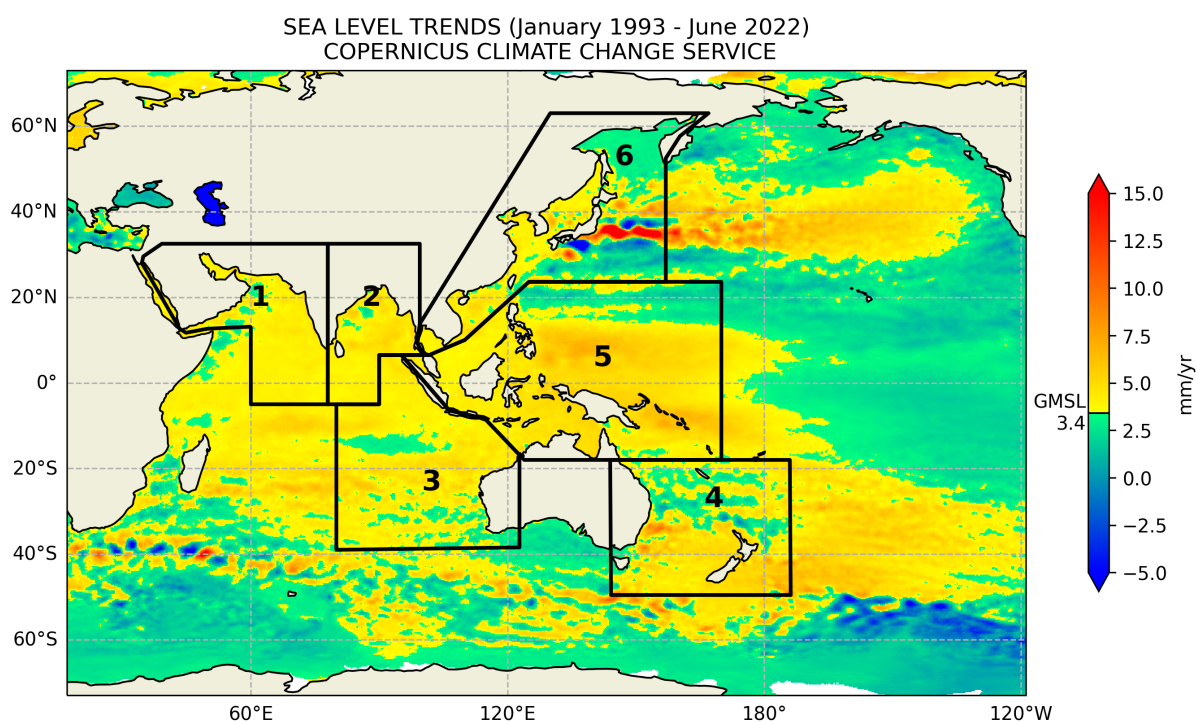 SEA LEVEL TRENDS (January 1993 - June 2022)
COPERNICUS CLIMATE CHANGE SERVICE
60°N
40°N
20°N
0°
20°S
40°S
60°S
60°E
120°E
180°
120°W
1
2
3
4
5
6
GMSL
3.4
15.0
12.5
10.0
7.5
5.0
2.5
0.0
−2.5
−5.0
mm/yr